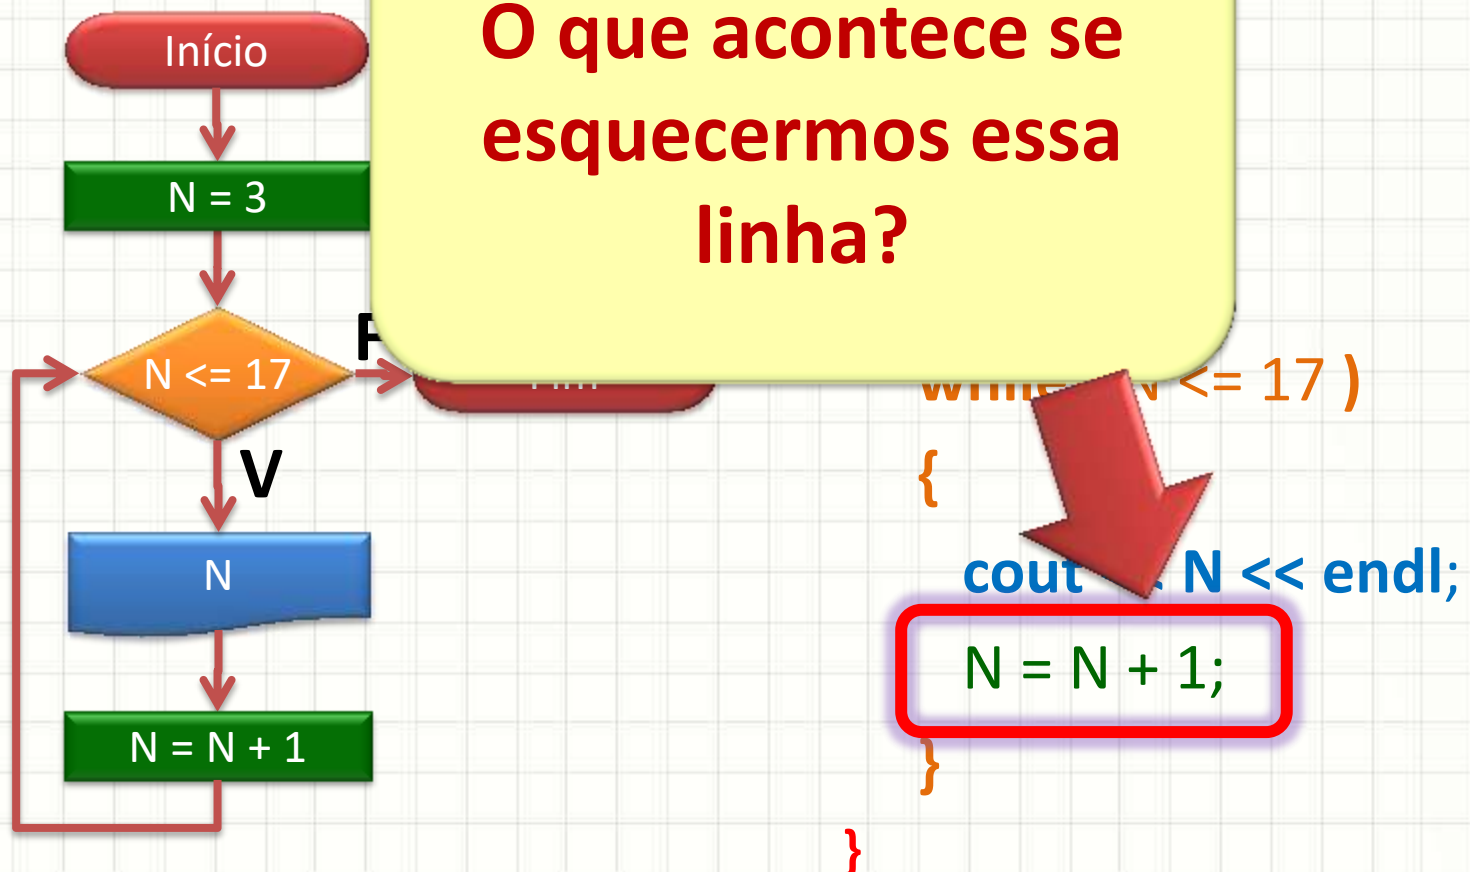 Início
O que acontece se
esquecermos essa
linha?
N = 3
N <= 17
<= 17 )
V
{
N
N << endl;
cout
N = N + 1;
N = N + 1
}
}